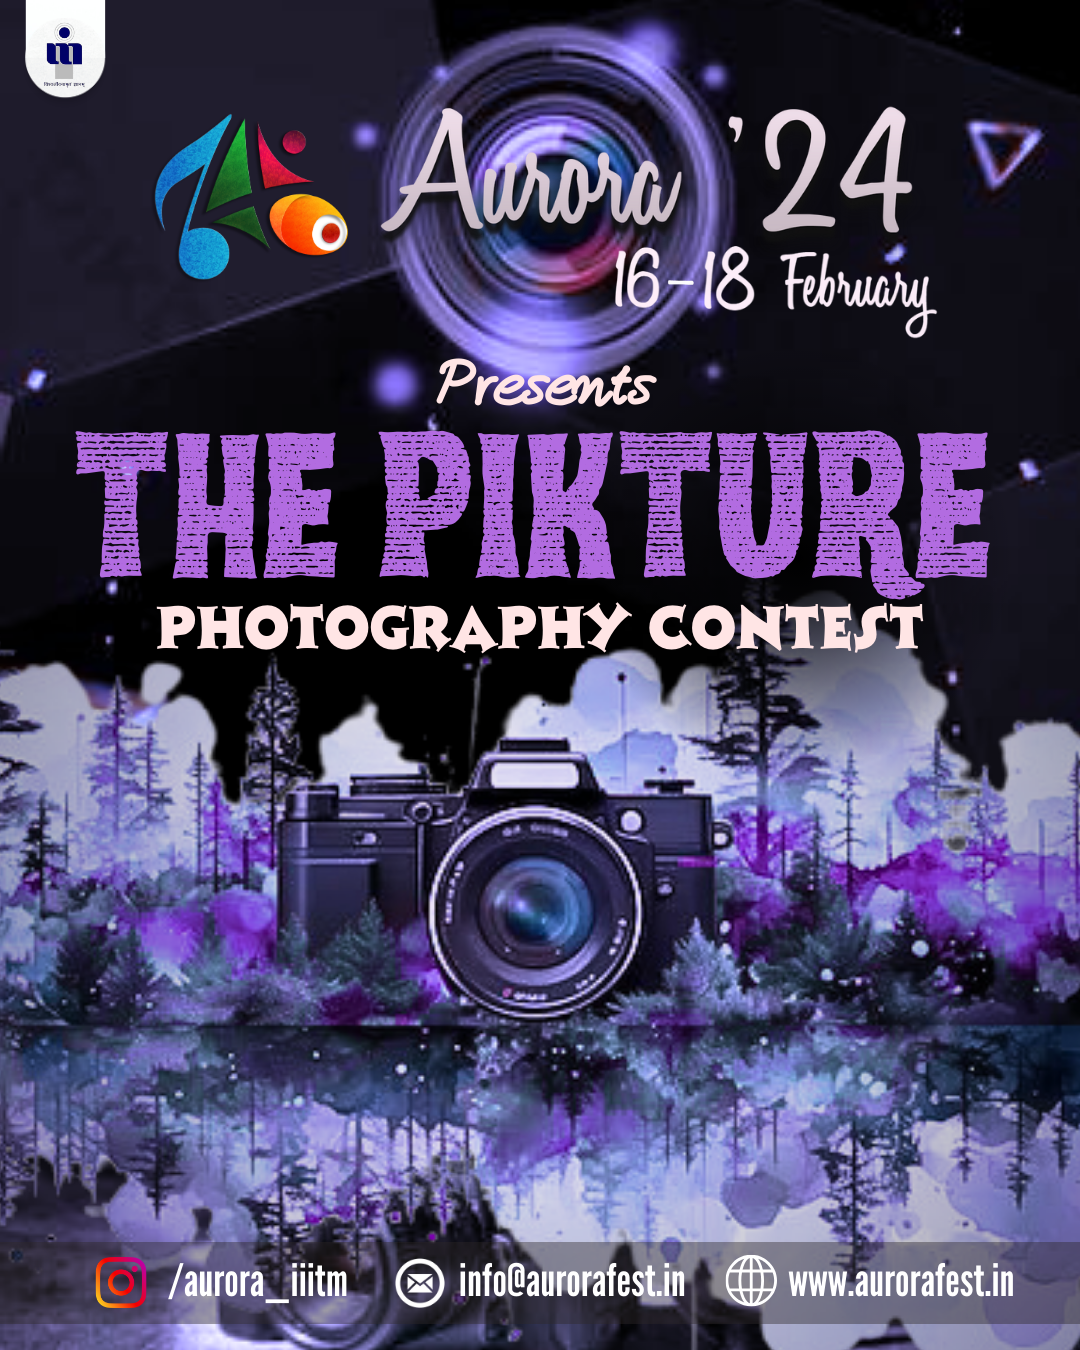 Aurora '24
16-18 February
Presents
THE PIKTURE
PHOTOGRAPHY CONTEST
/aurora_iiitm
info@aurorafest.in
www.aurorafest.in